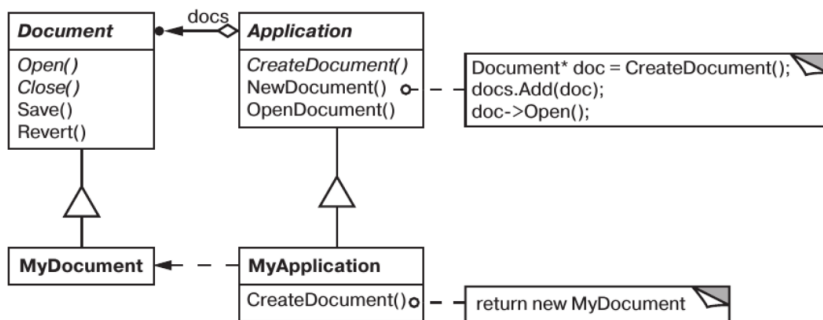 docs
Document
Open()
Close()
Save()
Revert()
Application
CreateDocument()
NewDocument()
OpenDocument()
Document* doc = CreateDocument();
docs.Add(doc);
doc->Open();
MyDocument
MyApplication
CreateDocument()
return new MyDocument